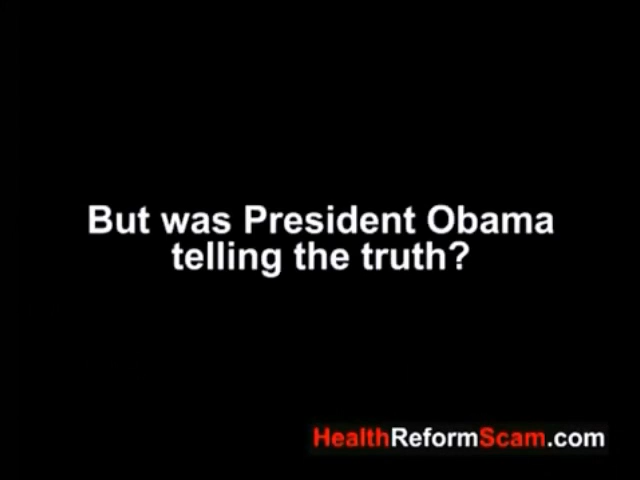 But was President Obama
telling the truth?
HealthReformScam.com